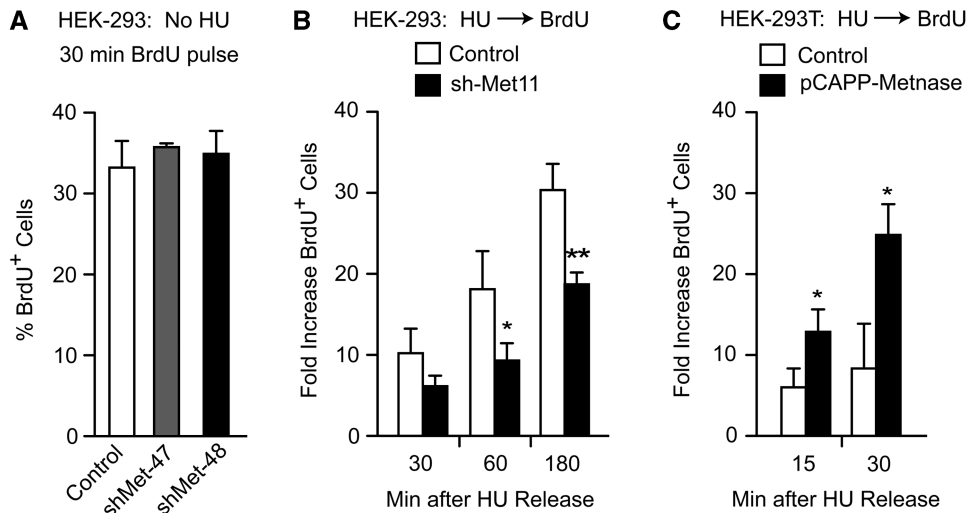 A HEK-293: No HU
30 min BrdU pulse
% BrdU+ Cells
40
30
20
10
0
Control
shMet-47
shMet-48
B HEK-293: HU → BrdU
Control
sh-Met11
Fold Increase BrdU+ Cells
40
30
20
10
0
*
**
30 60 180
Min after HU Release
C HEK-293T: HU → BrdU
Control
pCAPP-Metnase
Fold Increase BrdU+ Cells
40
30
20
10
0
*
*
15 30
Min after HU Release